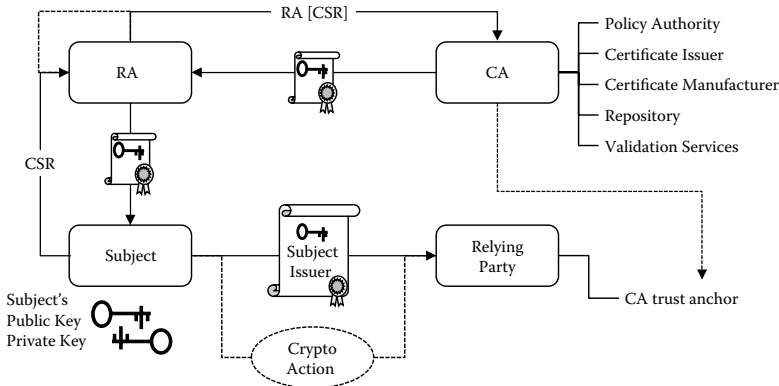 RA [CSR]
Policy Authority
Certificate Issuer
Certificate Manufacturer
Repository
Validation Services
RA
CA
CSR
Subject
Subject
Issuer
Relying
Party
CA trust anchor
Subject's
Public Key
Private Key
Crypto
Action